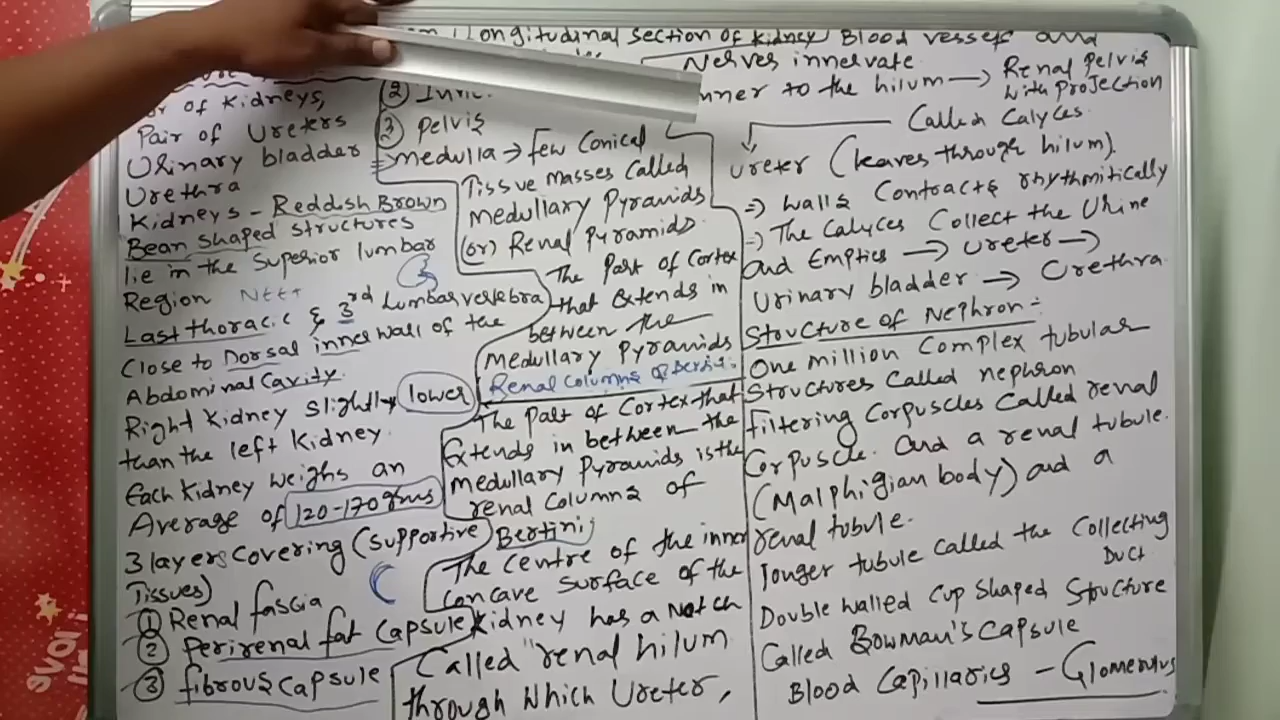 Longitudinal Section of Kidney Blood vessels and
Nerves innervate
of Kidneys,
Pair of Ureters
Urinary bladder
Urethra
Kidneys - Reddish Brown
Bean shaped structures
lie in the Superior lumbar
Region
Last thoracic & 3rd Lumbar vertebra
Close to Dorsal inner wall of the
Abdominal Cavity.
Right Kidney slightly lower
than the left Kidney.
Each Kidney weighs an
Average of 120-170gms
3 layers covering (supportive
Tissues)
① Renal fascia
② Perirenal fat Capsule
③ fibrous capsule
②
③ Pelvis
medulla → few Conical
Tissue masses Called
medullary Pyramids
(or) Renal Pyramids
The Part of Cortex
that Extends in
between the
medullary Pyramids
Renal Columns of Bertini.
The Part of Cortex that
Extends in between the
medullary Pyramids is the
renal Columns of
Bertini;
The centre of the inner
concave surface of the
Kidney has a Notch
Called "renal hilum
through which Ureter,
inner to the hilum → Renal Pelvis
with Projection
Called Calyces.
Ureter (leaves through hilum).
⇒ Walls Contracts rhythmitically
⇒ The Calyces Collect the Urine
and Empties → Ureter →
Urinary bladder → Urethra
Structure of Nephron:-
One million Complex tubular
Structures called nephron
Filtering Corpuscles Called renal
Corpuscle. and a renal tubule.
(Malphigian body) and a
renal tubule.
longer tubule called the Collecting
Duct
Double walled cup shaped Structure
Called Bowman's Capsule
Blood Capillaries - Glomerulus